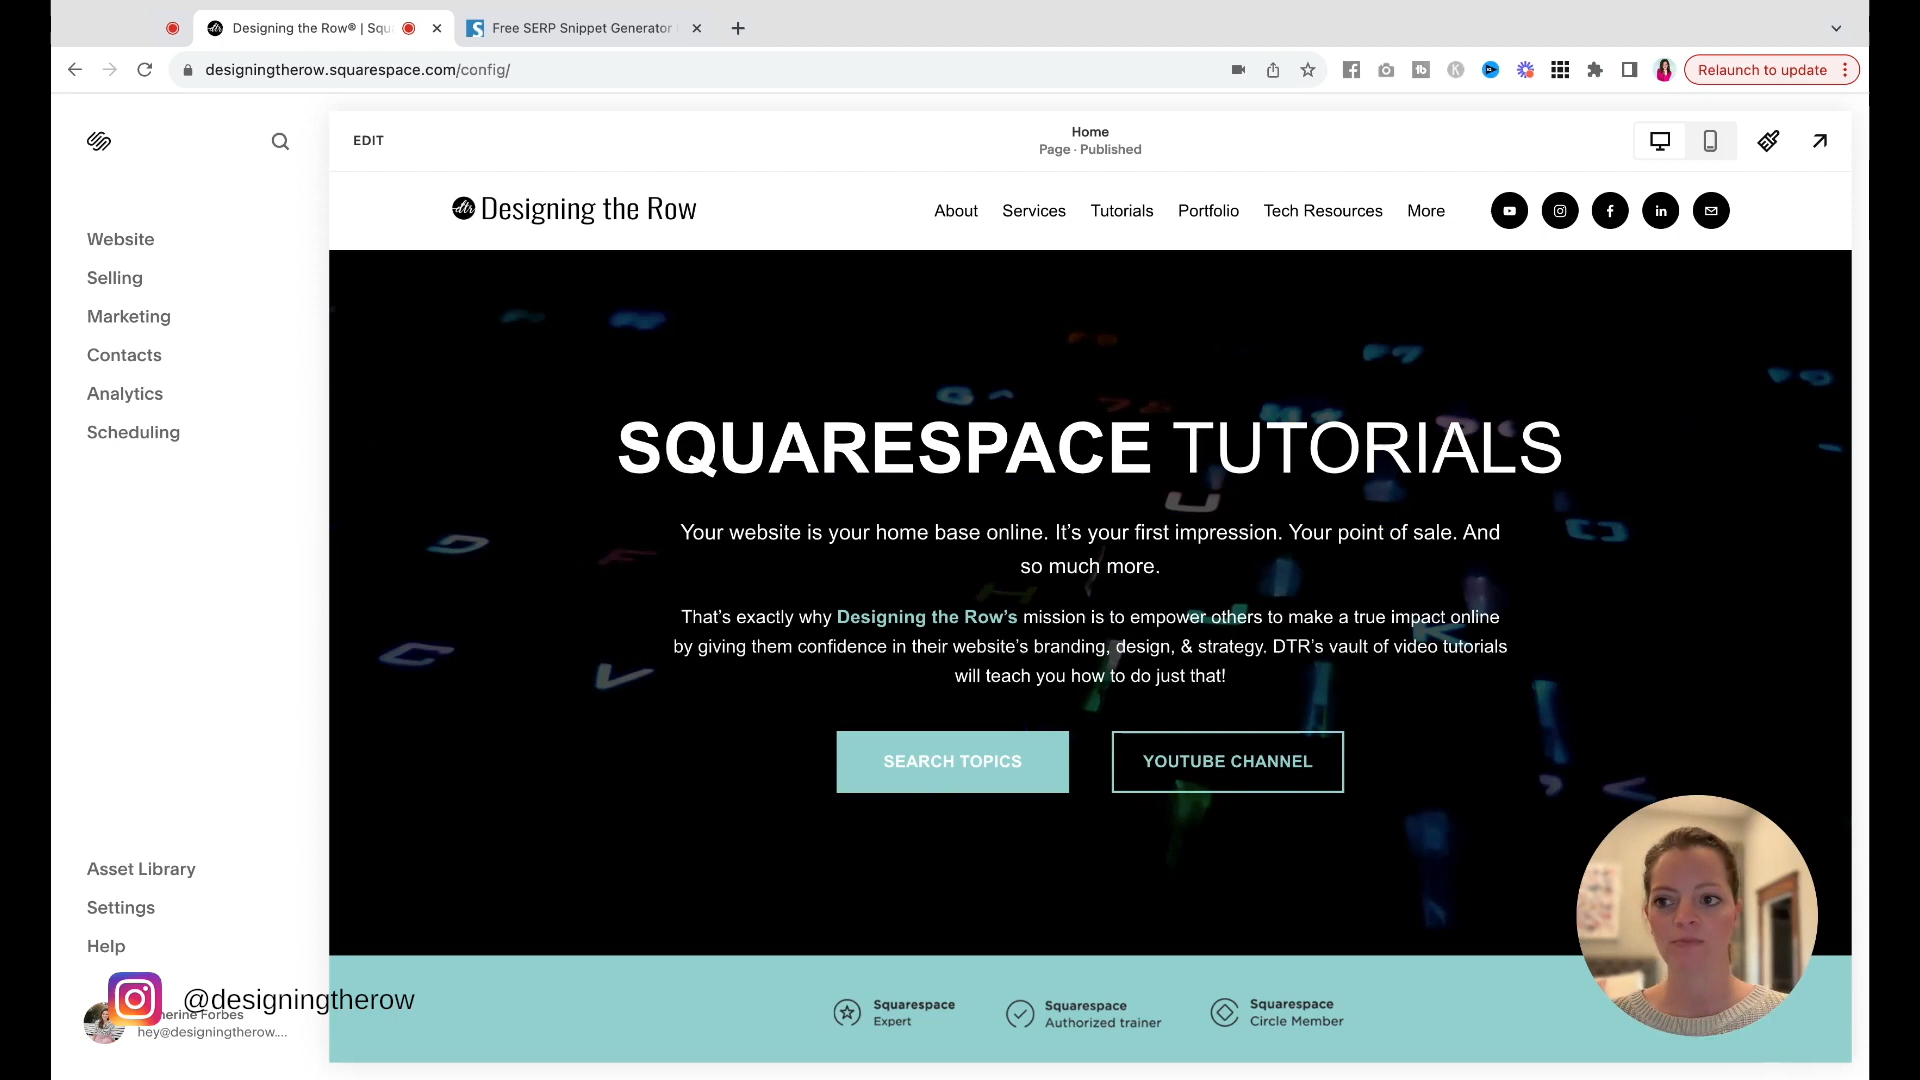 Designing the Row® | Squ
Free SERP Snippet Generator
designingtherow.squarespace.com/config/
Relaunch to update
EDIT
Home
Page · Published
Website
Selling
Marketing
Contacts
Analytics
Scheduling
Asset Library
Settings
Help
@designingtherow
herine Forbes
hey@designingtherow....
dtr Designing the Row
About
Services
Tutorials
Portfolio
Tech Resources
More
SQUARESPACE TUTORIALS
Your website is your home base online. It’s your first impression. Your point of sale. And
so much more.
That’s exactly why Designing the Row’s mission is to empower others to make a true impact online
by giving them confidence in their website’s branding, design, & strategy. DTR’s vault of video tutorials
will teach you how to do just that!
SEARCH TOPICS
YOUTUBE CHANNEL
Squarespace
Expert
Squarespace
Authorized trainer
Squarespace
Circle Member